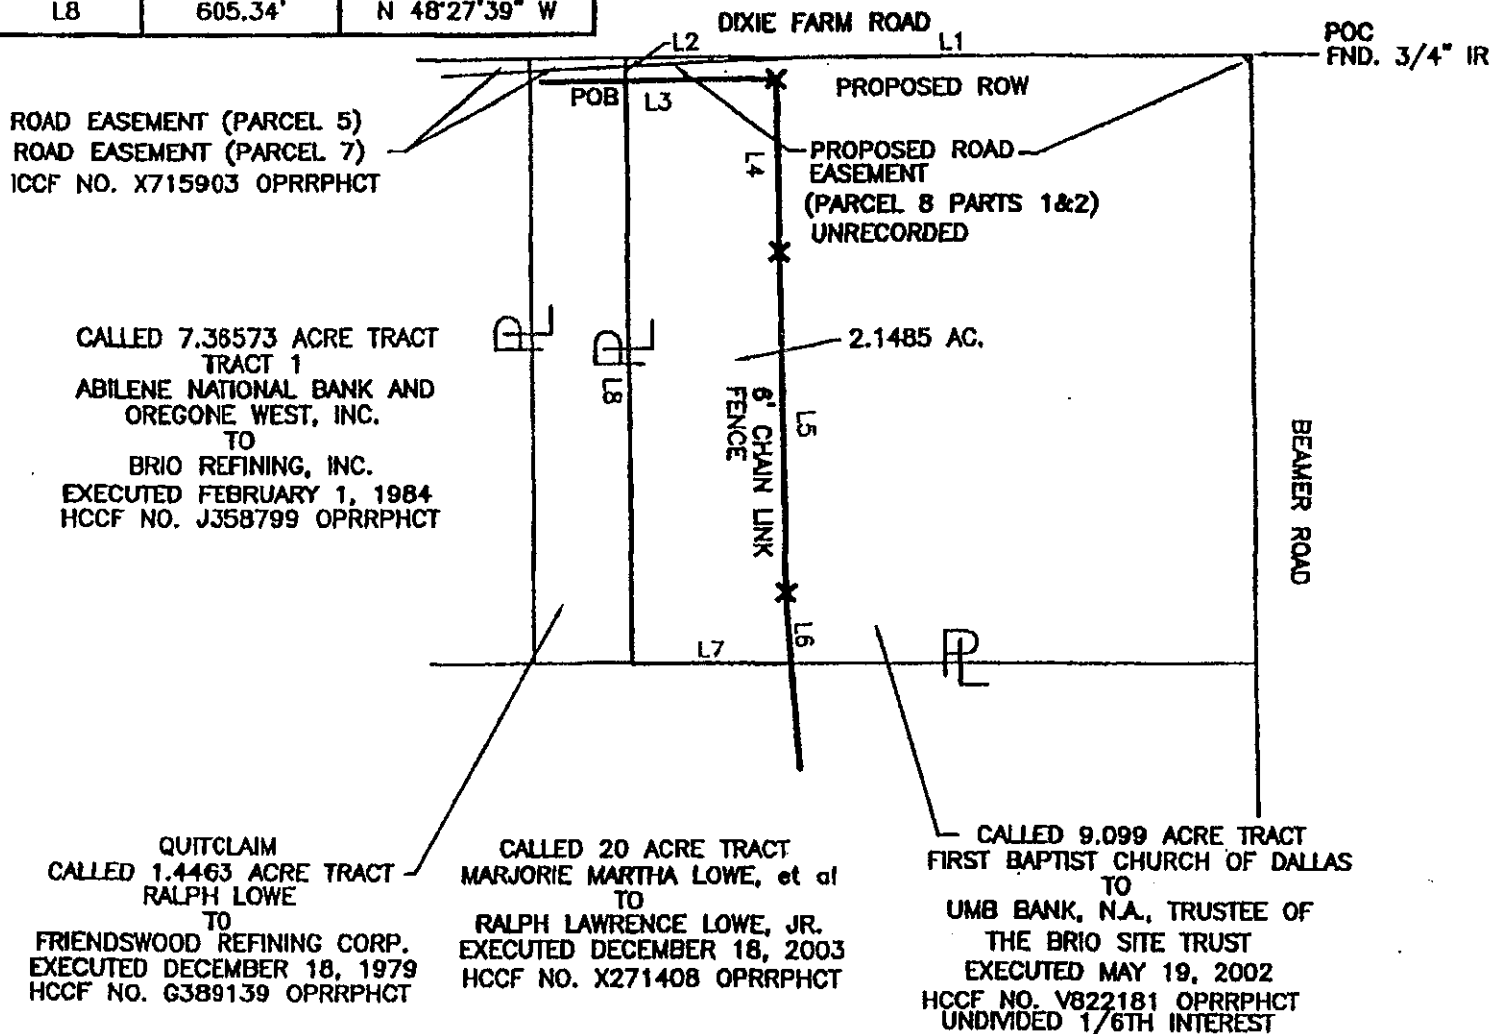 L8 605.34' N 48°27'39" W
DIXIE FARM ROAD
L2
L1
POC
FND. 3/4" IR
POB
L3
PROPOSED ROW
ROAD EASEMENT (PARCEL 5)
ROAD EASEMENT (PARCEL 7)
ICCF NO. X715903 OPRRPHCT
L4
PROPOSED ROAD
EASEMENT
(PARCEL 8 PARTS 1&2)
UNRECORDED
CALLED 7.36573 ACRE TRACT
TRACT 1
ABILENE NATIONAL BANK AND
OREGONE WEST, INC.
TO
BRIO REFINING, INC.
EXECUTED FEBRUARY 1, 1984
HCCF NO. J358799 OPRRPHCT
PL
PL
L8
2.1485 AC.
6' CHAIN LINK
FENCE
L5
BEAMER ROAD
L6
L7
PL
QUITCLAIM
CALLED 1.4463 ACRE TRACT
RALPH LOWE
TO
FRIENDSWOOD REFINING CORP.
EXECUTED DECEMBER 18, 1979
HCCF NO. G389139 OPRRPHCT
CALLED 20 ACRE TRACT
MARJORIE MARTHA LOWE, et al
TO
RALPH LAWRENCE LOWE, JR.
EXECUTED DECEMBER 18, 2003
HCCF NO. X271408 OPRRPHCT
CALLED 9.099 ACRE TRACT
FIRST BAPTIST CHURCH OF DALLAS
TO
UMB BANK, N.A., TRUSTEE OF
THE BRIO SITE TRUST
EXECUTED MAY 19, 2002
HCCF NO. V822181 OPRRPHCT
UNDIVIDED 1/6TH INTEREST